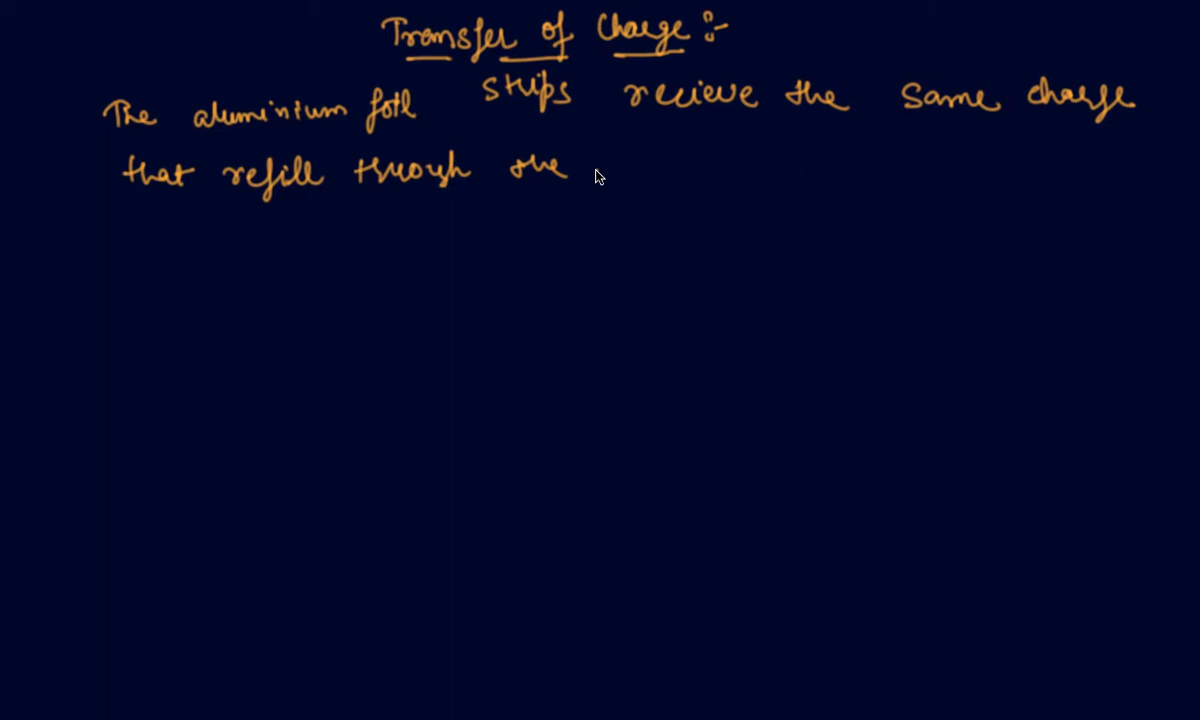 Transfer of Charge :-
The aluminium foil strips recieve the same charge
that refill through the